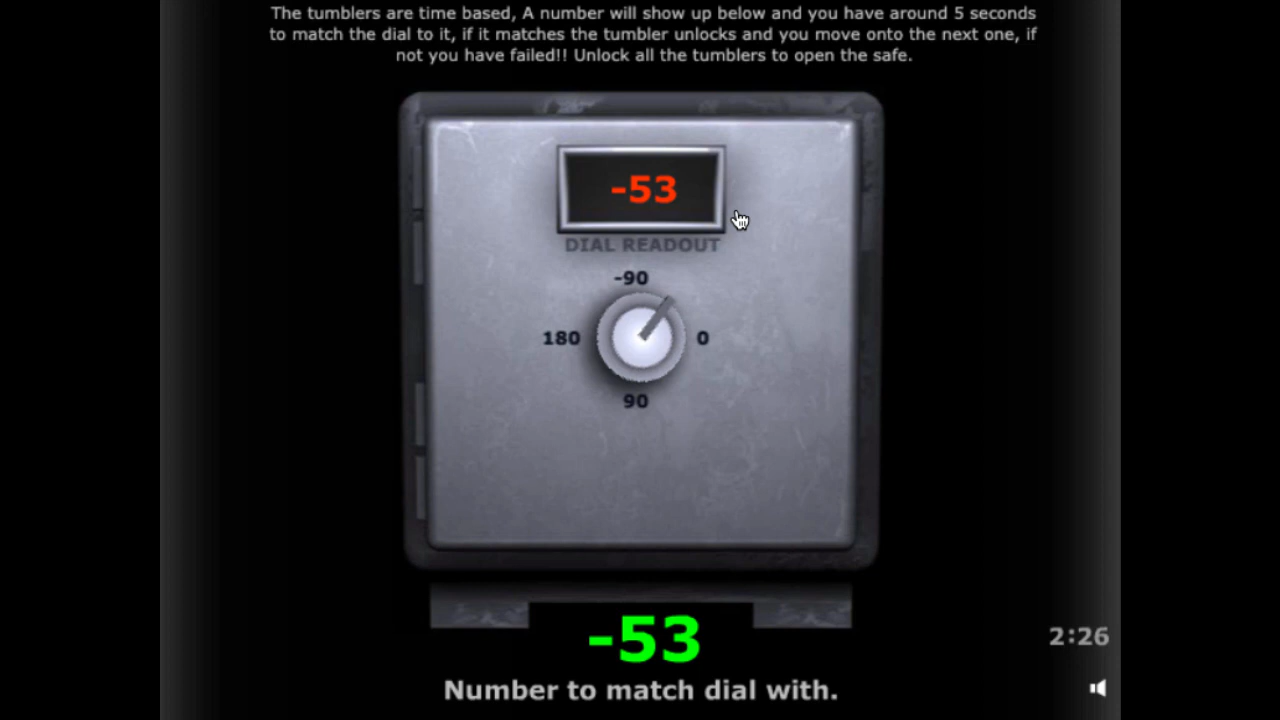 The tumblers are time based, A number will show up below and you have around 5 seconds
to match the dial to it, if it matches the tumbler unlocks and you move onto the next one, if
not you have failed!! Unlock all the tumblers to open the safe.
-53
DIAL READOUT
-90
180
0
90
-53
2:26
Number to match dial with.